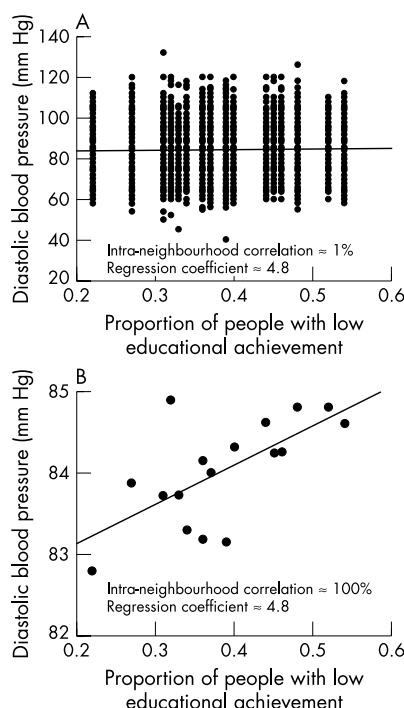 A
Diastolic blood pressure (mm Hg)
140
120
100
80
60
40
20
Intra-neighbourhood correlation ≈ 1%
Regression coefficient ≈ 4.8
0.2
0.3
0.4
0.5
0.6
Proportion of people with low
educational achievement
B
Diastolic blood pressure (mm Hg)
85
84
83
82
Intra-neighbourhood correlation ≈ 100%
Regression coefficient ≈ 4.8
0.2
0.3
0.4
0.5
0.6
Proportion of people with low
educational achievement